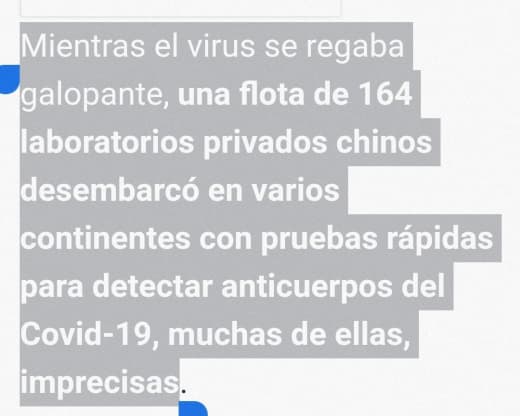 Mientras el virus se regaba
galopante, una flota de 164
laboratorios privados chinos
desembarcó en varios
continentes con pruebas rápidas
para detectar anticuerpos del
Covid-19, muchas de ellas,
imprecisas.